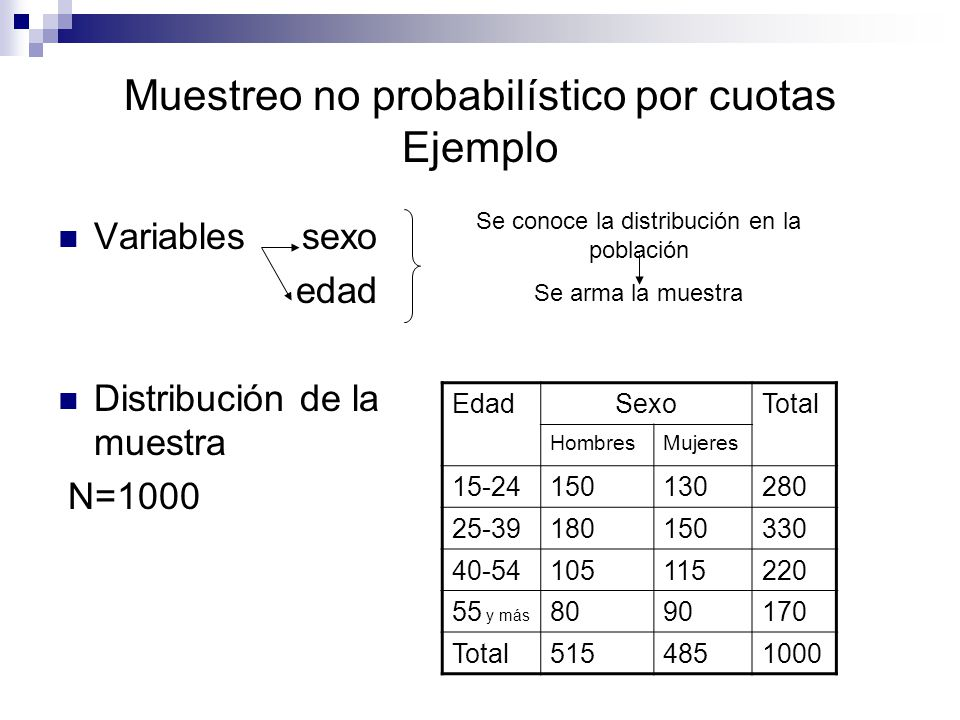 Muestreo no probabilístico por cuotas
Ejemplo
Variables sexo
edad
Se conoce la distribución en la
población
Se arma la muestra
Distribución de la
muestra
N=1000
Edad Sexo Total
Hombres Mujeres
15-24 150 130 280
25-39 180 150 330
40-54 105 115 220
55 y más 80 90 170
Total 515 485 1000